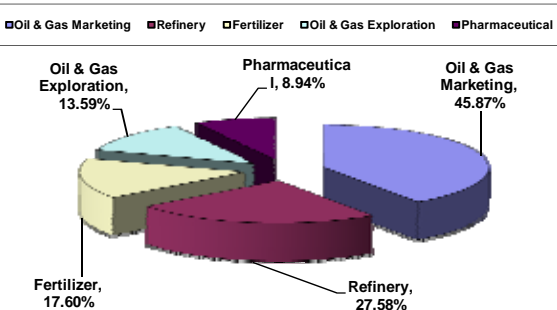 Oil & Gas Marketing Refinery Fertilizer Oil & Gas Exploration Pharmaceutical
Oil & Gas
Exploration,
13.59%
Pharmaceutica
l, 8.94%
Oil & Gas
Marketing,
45.87%
Fertilizer,
17.60%
Refinery,
27.58%